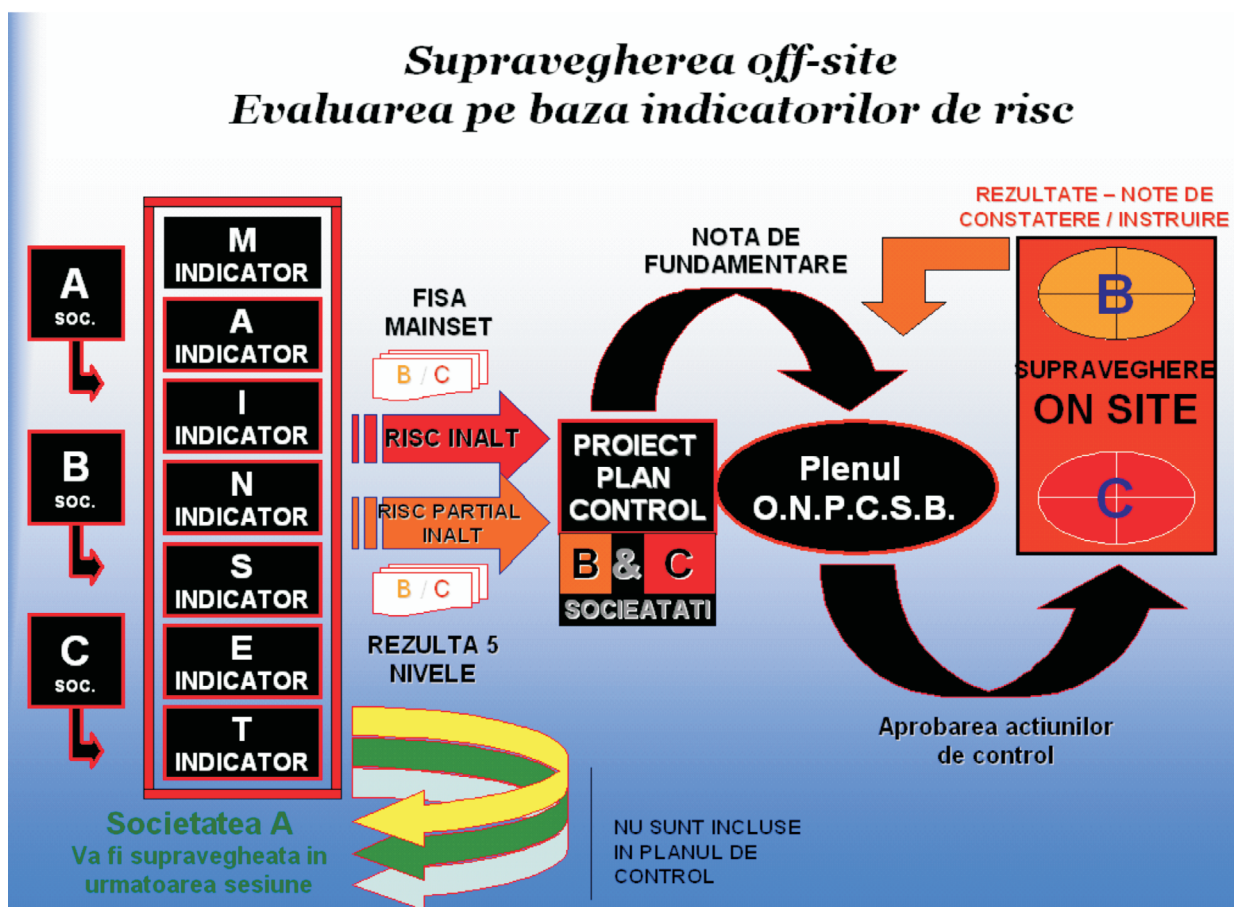 Supravegherea off-site
Evaluarea pe baza indicatorilor de risc
A
SOC.
B
SOC.
C
SOC.
M
INDICATOR
A
INDICATOR
I
INDICATOR
N
INDICATOR
S
INDICATOR
E
INDICATOR
T
INDICATOR
Societatea A
Va fi supravegheata in
urmatoarea sesiune
FISA
MAINSET
B / C
RISC INALT
RISC PARTIAL
INALT
B / C
REZULTA 5
NIVELE
NU SUNT INCLUSE
IN PLANUL DE
CONTROL
NOTA DE
FUNDAMENTARE
PROIECT
PLAN
CONTROL
B & C
SOCIEATATI
Plenul
O.N.P.C.S.B.
REZULTATE – NOTE DE
CONSTATERE / INSTRUIRE
B
SUPRAVEGHERE
ON SITE
C
Aprobarea actiunilor
de control